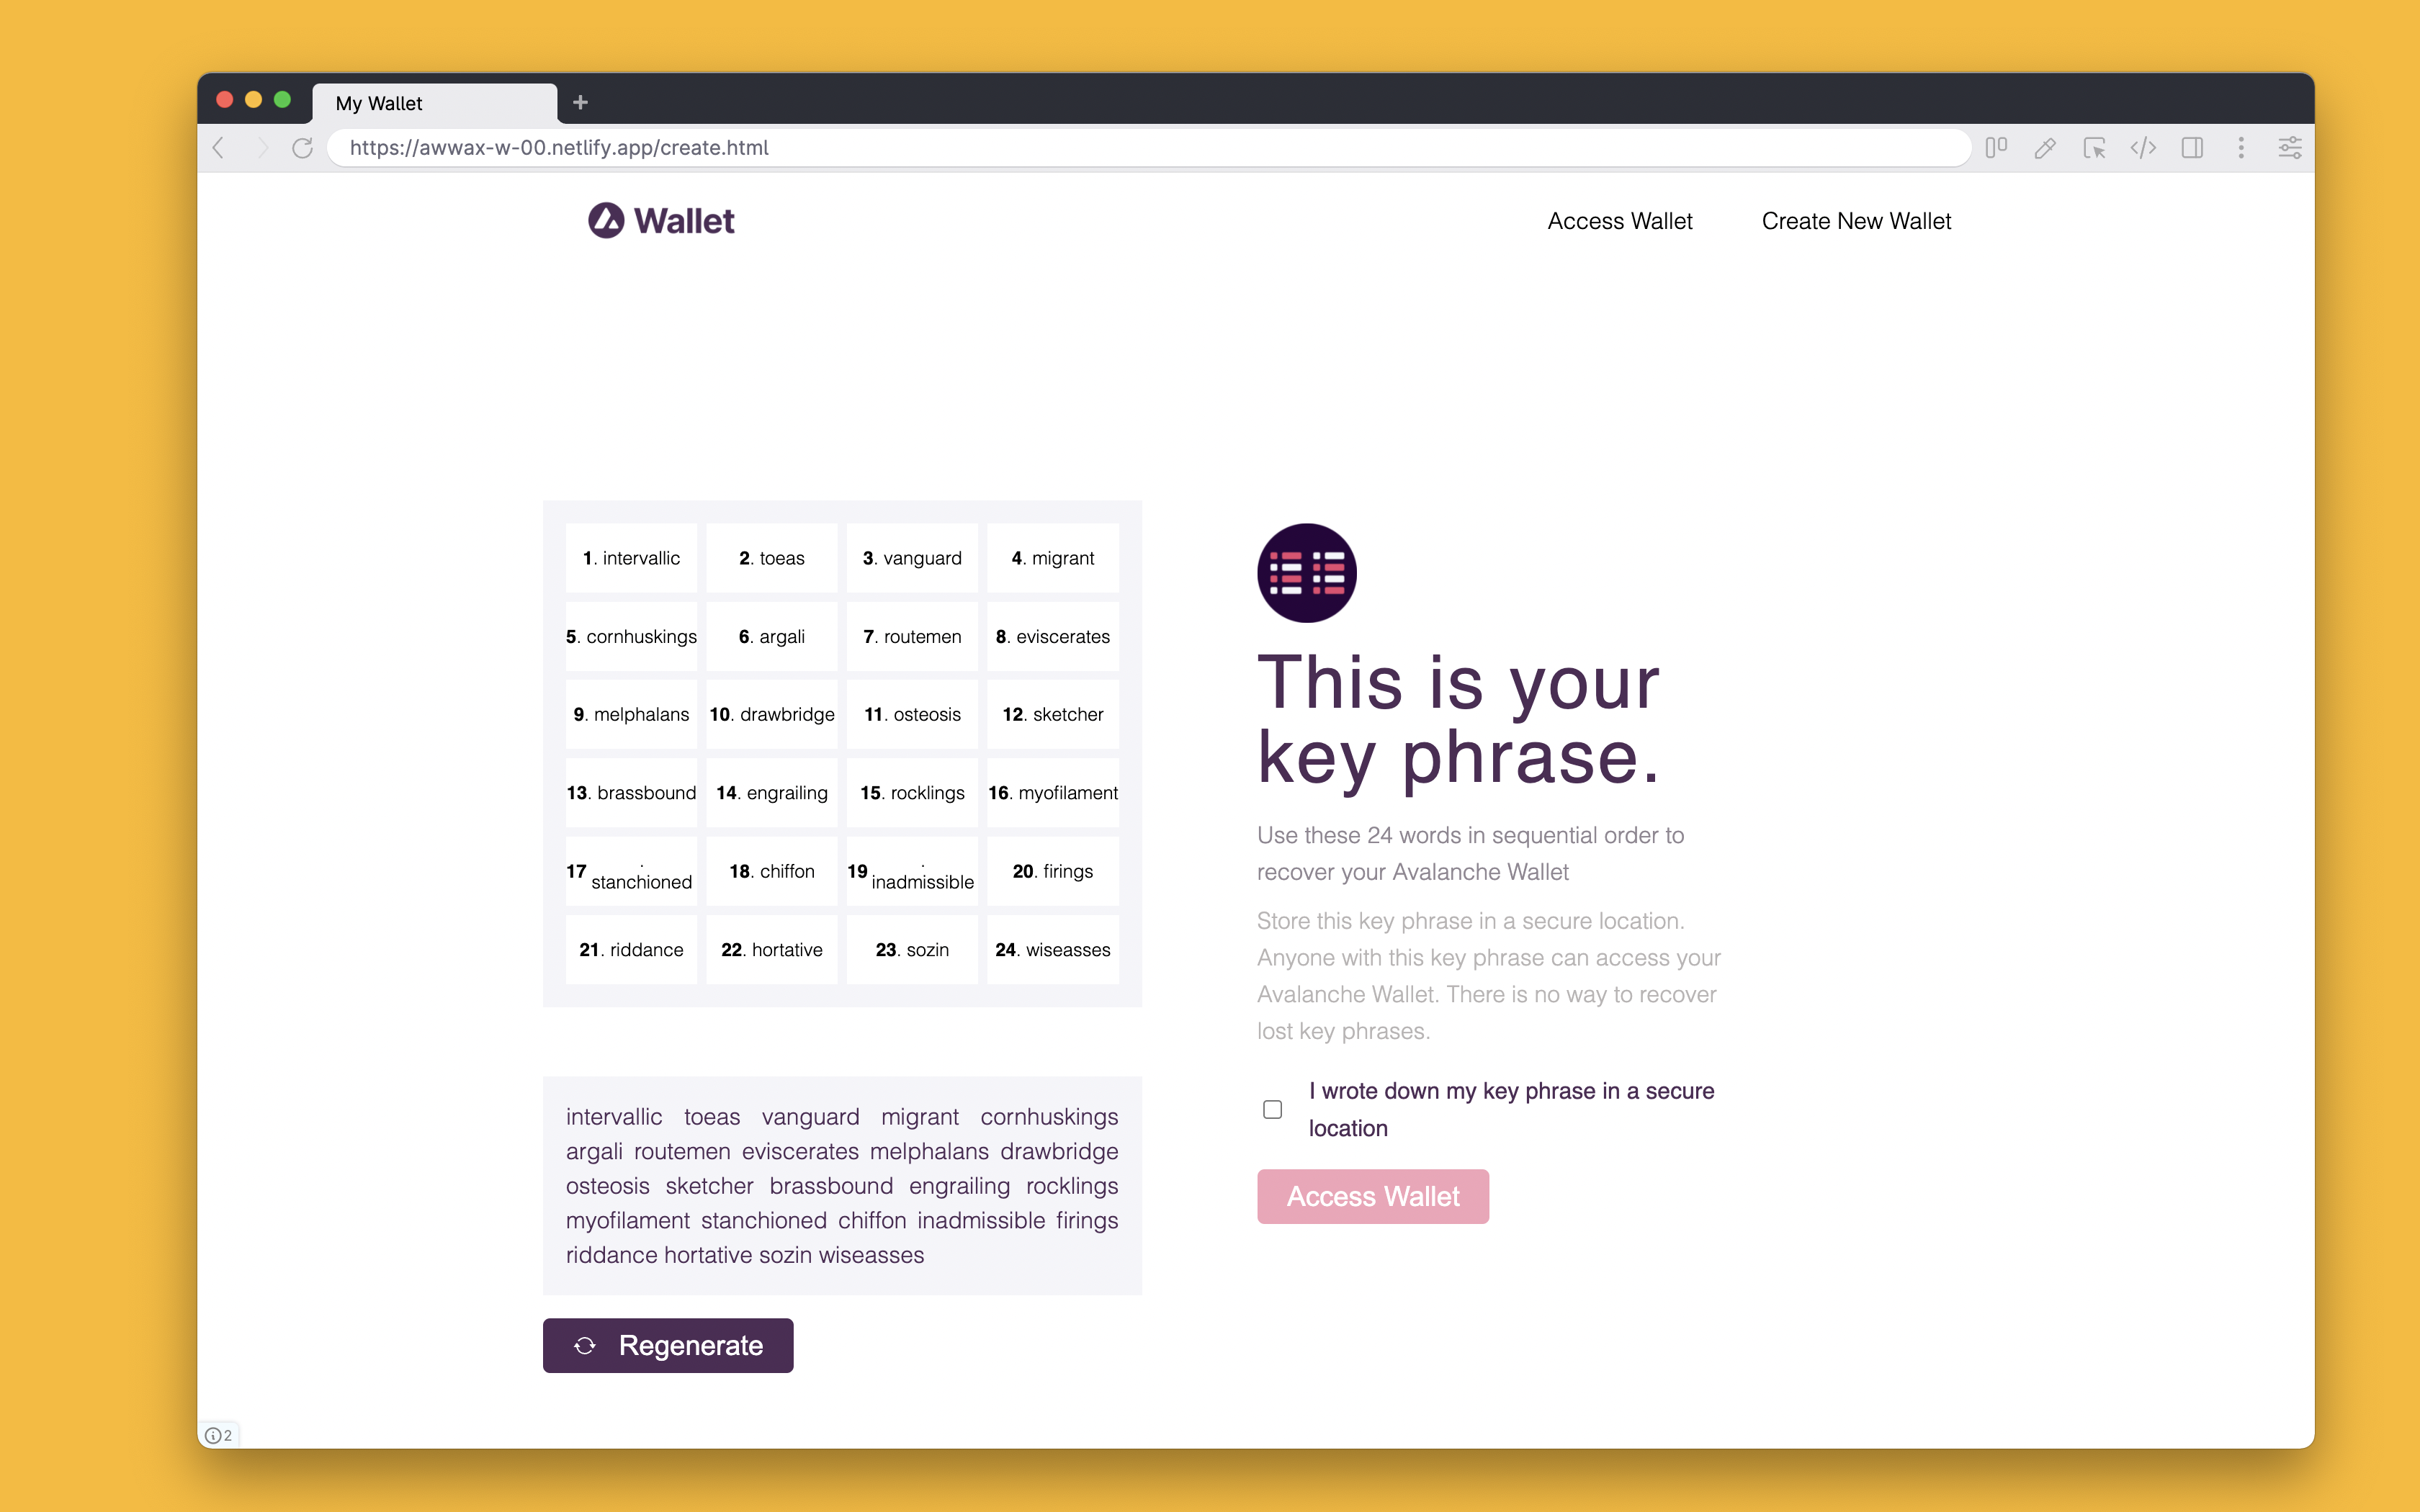 My Wallet
https://awwax-w-00.netlify.app/create.html
Wallet
Access Wallet
Create New Wallet
1. intervallic
2. toeas
3. vanguard
4. migrant
5. cornhuskings
6. argali
7. routemen
8. eviscerates
9. melphalans
10. drawbridge
11. osteosis
12. sketcher
13. brassbound
14. engrailing
15. rocklings
16. myofilament
17. stanchioned
18. chiffon
19. inadmissible
20. firings
21. riddance
22. hortative
23. sozin
24. wiseasses
intervallic toeas vanguard migrant cornhuskings
argali routemen eviscerates melphalans drawbridge
osteosis sketcher brassbound engrailing rocklings
myofilament stanchioned chiffon inadmissible firings
riddance hortative sozin wiseasses
Regenerate
This is your
key phrase.
Use these 24 words in sequential order to
recover your Avalanche Wallet
Store this key phrase in a secure location.
Anyone with this key phrase can access your
Avalanche Wallet. There is no way to recover
lost key phrases.
I wrote down my key phrase in a secure
location
Access Wallet
2